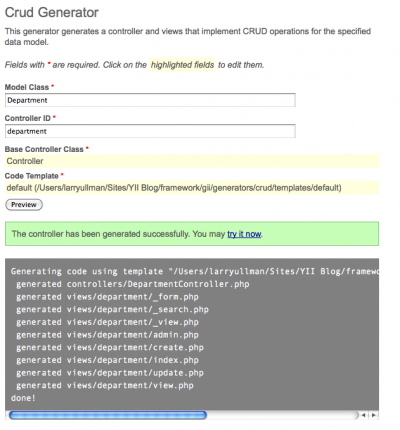 Crud Generator
This generator generates a controller and views that implement CRUD operations for the specified
data model.
Fields with * are required. Click on the highlighted fields to edit them.
Model Class *
Department
Controller ID *
department
Base Controller Class *
Controller
Code Template *
default (/Users/larryullman/Sites/YII Blog/framework/gii/generators/crud/templates/default)
Preview
The controller has been generated successfully. You may try it now.
Generating code using template "/Users/larryullman/Sites/YII Blog/framewo
generated controllers/DepartmentController.php
generated views/department/_form.php
generated views/department/_search.php
generated views/department/_view.php
generated views/department/admin.php
generated views/department/create.php
generated views/department/index.php
generated views/department/update.php
generated views/department/view.php
done!